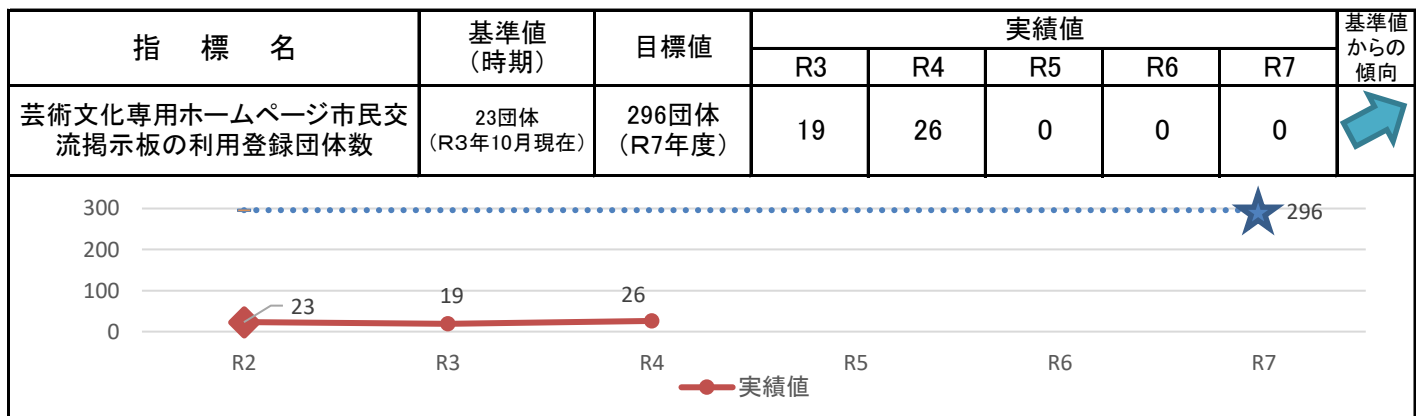 指　標　名
基準値
（時期）
目標値
実績値
基準値
からの
傾向
R3 R4 R5 R6 R7
芸術文化専用ホームページ市民交
流掲示板の利用登録団体数
23団体
（R3年10月現在）
296団体
（R7年度）
19 26 0 0 0
300
200
100
0
296
23
19
26
R2 R3 R4 R5 R6 R7
実績値